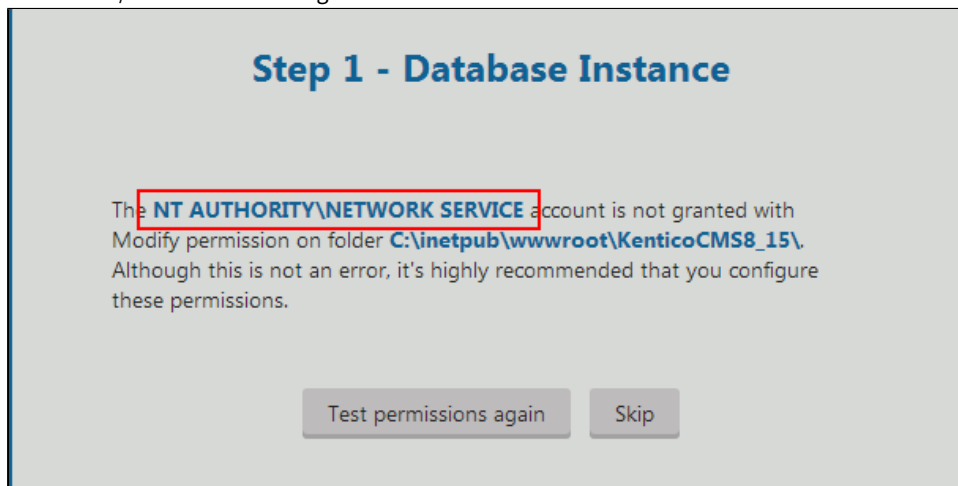 Step 1 - Database Instance
The NT AUTHORITY\NETWORK SERVICE account is not granted with
Modify permission on folder C:\inetpub\wwwroot\KenticoCMS8_15\.
Although this is not an error, it's highly recommended that you configure
these permissions.
Test permissions again Skip